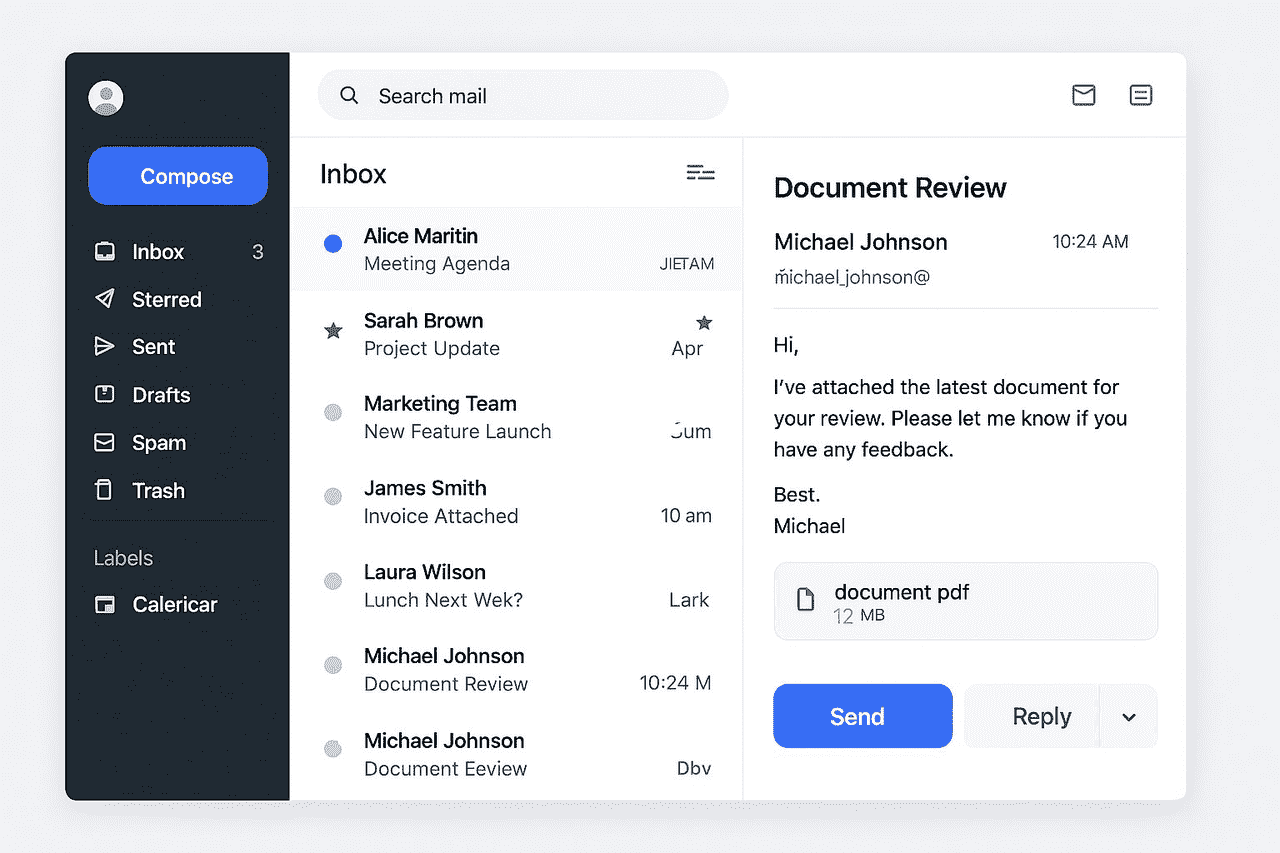 Compose
Inbox 3
Sterred
Sent
Drafts
Spam
Trash
Labels
Calericar
Search mail
Inbox
Alice Maritin
Meeting Agenda
JIETAM
Sarah Brown
Project Update
Apr
Marketing Team
New Feature Launch
James Smith
Invoice Attached
10 am
Laura Wilson
Lunch Next Wek?
Lark
Michael Johnson
Document Review
10:24 M
Michael Johnson
Document Eeview
Dbv
Document Review
Michael Johnson 10:24 AM
michael_johnson@
Hi,
I’ve attached the latest document for
your review. Please let me know if you
have any feedback.
Best.
Michael
document pdf
12 MB
Send
Reply